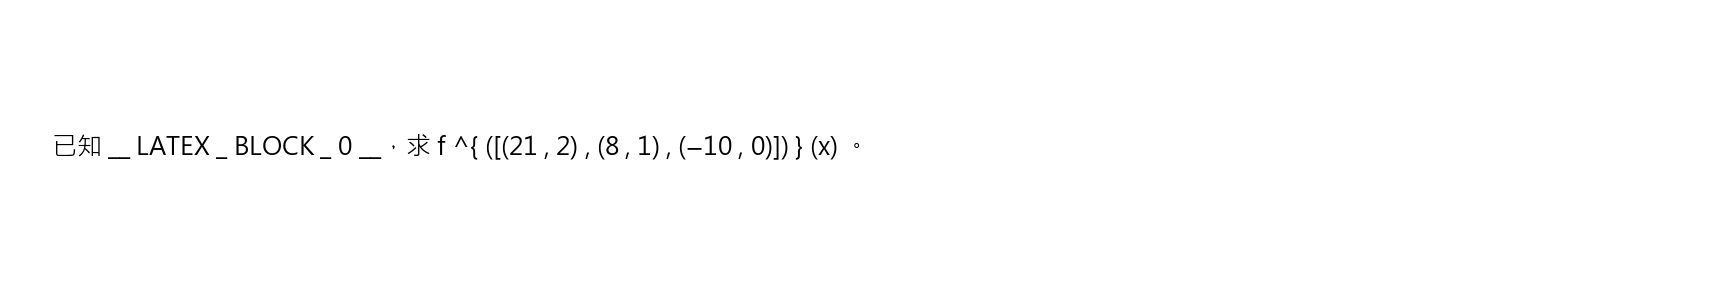 已知 __ LATEX _ BLOCK _ 0 __，求 f ^{ ([(21 , 2) , (8 , 1) , (−10 , 0)]) } (x) 。